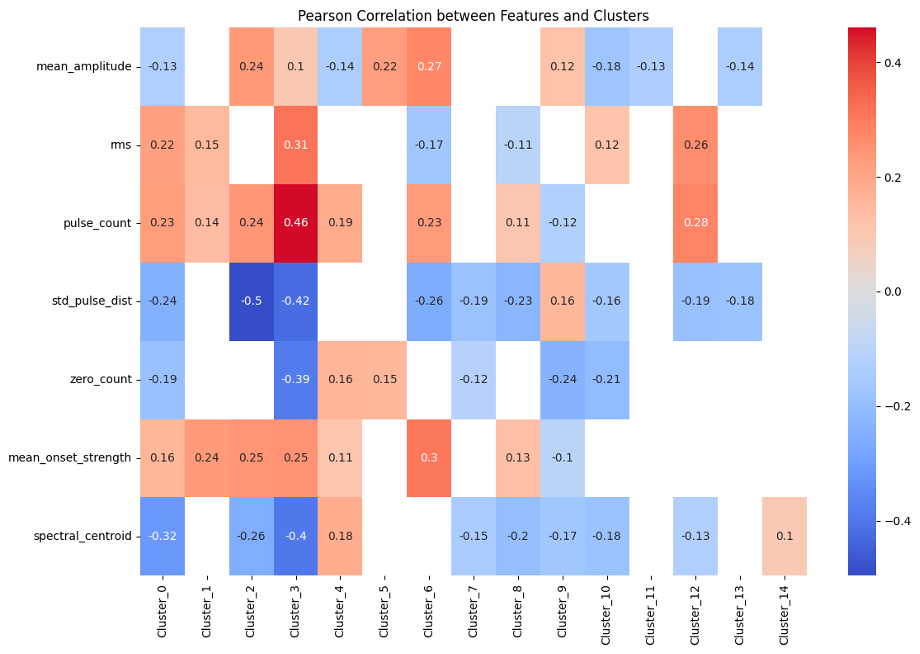 Pearson Correlation between Features and Clusters
mean_amplitude -0.13 0.24 0.1 -0.14 0.22 0.27 0.12 -0.18 -0.13 -0.14
rms 0.22 0.15 0.31 -0.17 -0.11 0.12 0.26
pulse_count 0.23 0.14 0.24 0.46 0.19 0.23 0.11 -0.12 0.28
std_pulse_dist -0.24 -0.5 -0.42 -0.26 -0.19 -0.23 0.16 -0.16 -0.19 -0.18
zero_count -0.19 -0.39 0.16 0.15 -0.12 -0.24 -0.21
mean_onset_strength 0.16 0.24 0.25 0.25 0.11 0.3 0.13 -0.1
spectral_centroid -0.32 -0.26 -0.4 0.18 -0.15 -0.2 -0.17 -0.18 -0.13 0.1
Cluster_0
Cluster_1
Cluster_2
Cluster_3
Cluster_4
Cluster_5
Cluster_6
Cluster_7
Cluster_8
Cluster_9
Cluster_10
Cluster_11
Cluster_12
Cluster_13
Cluster_14
0.4
0.2
0.0
−0.2
−0.4